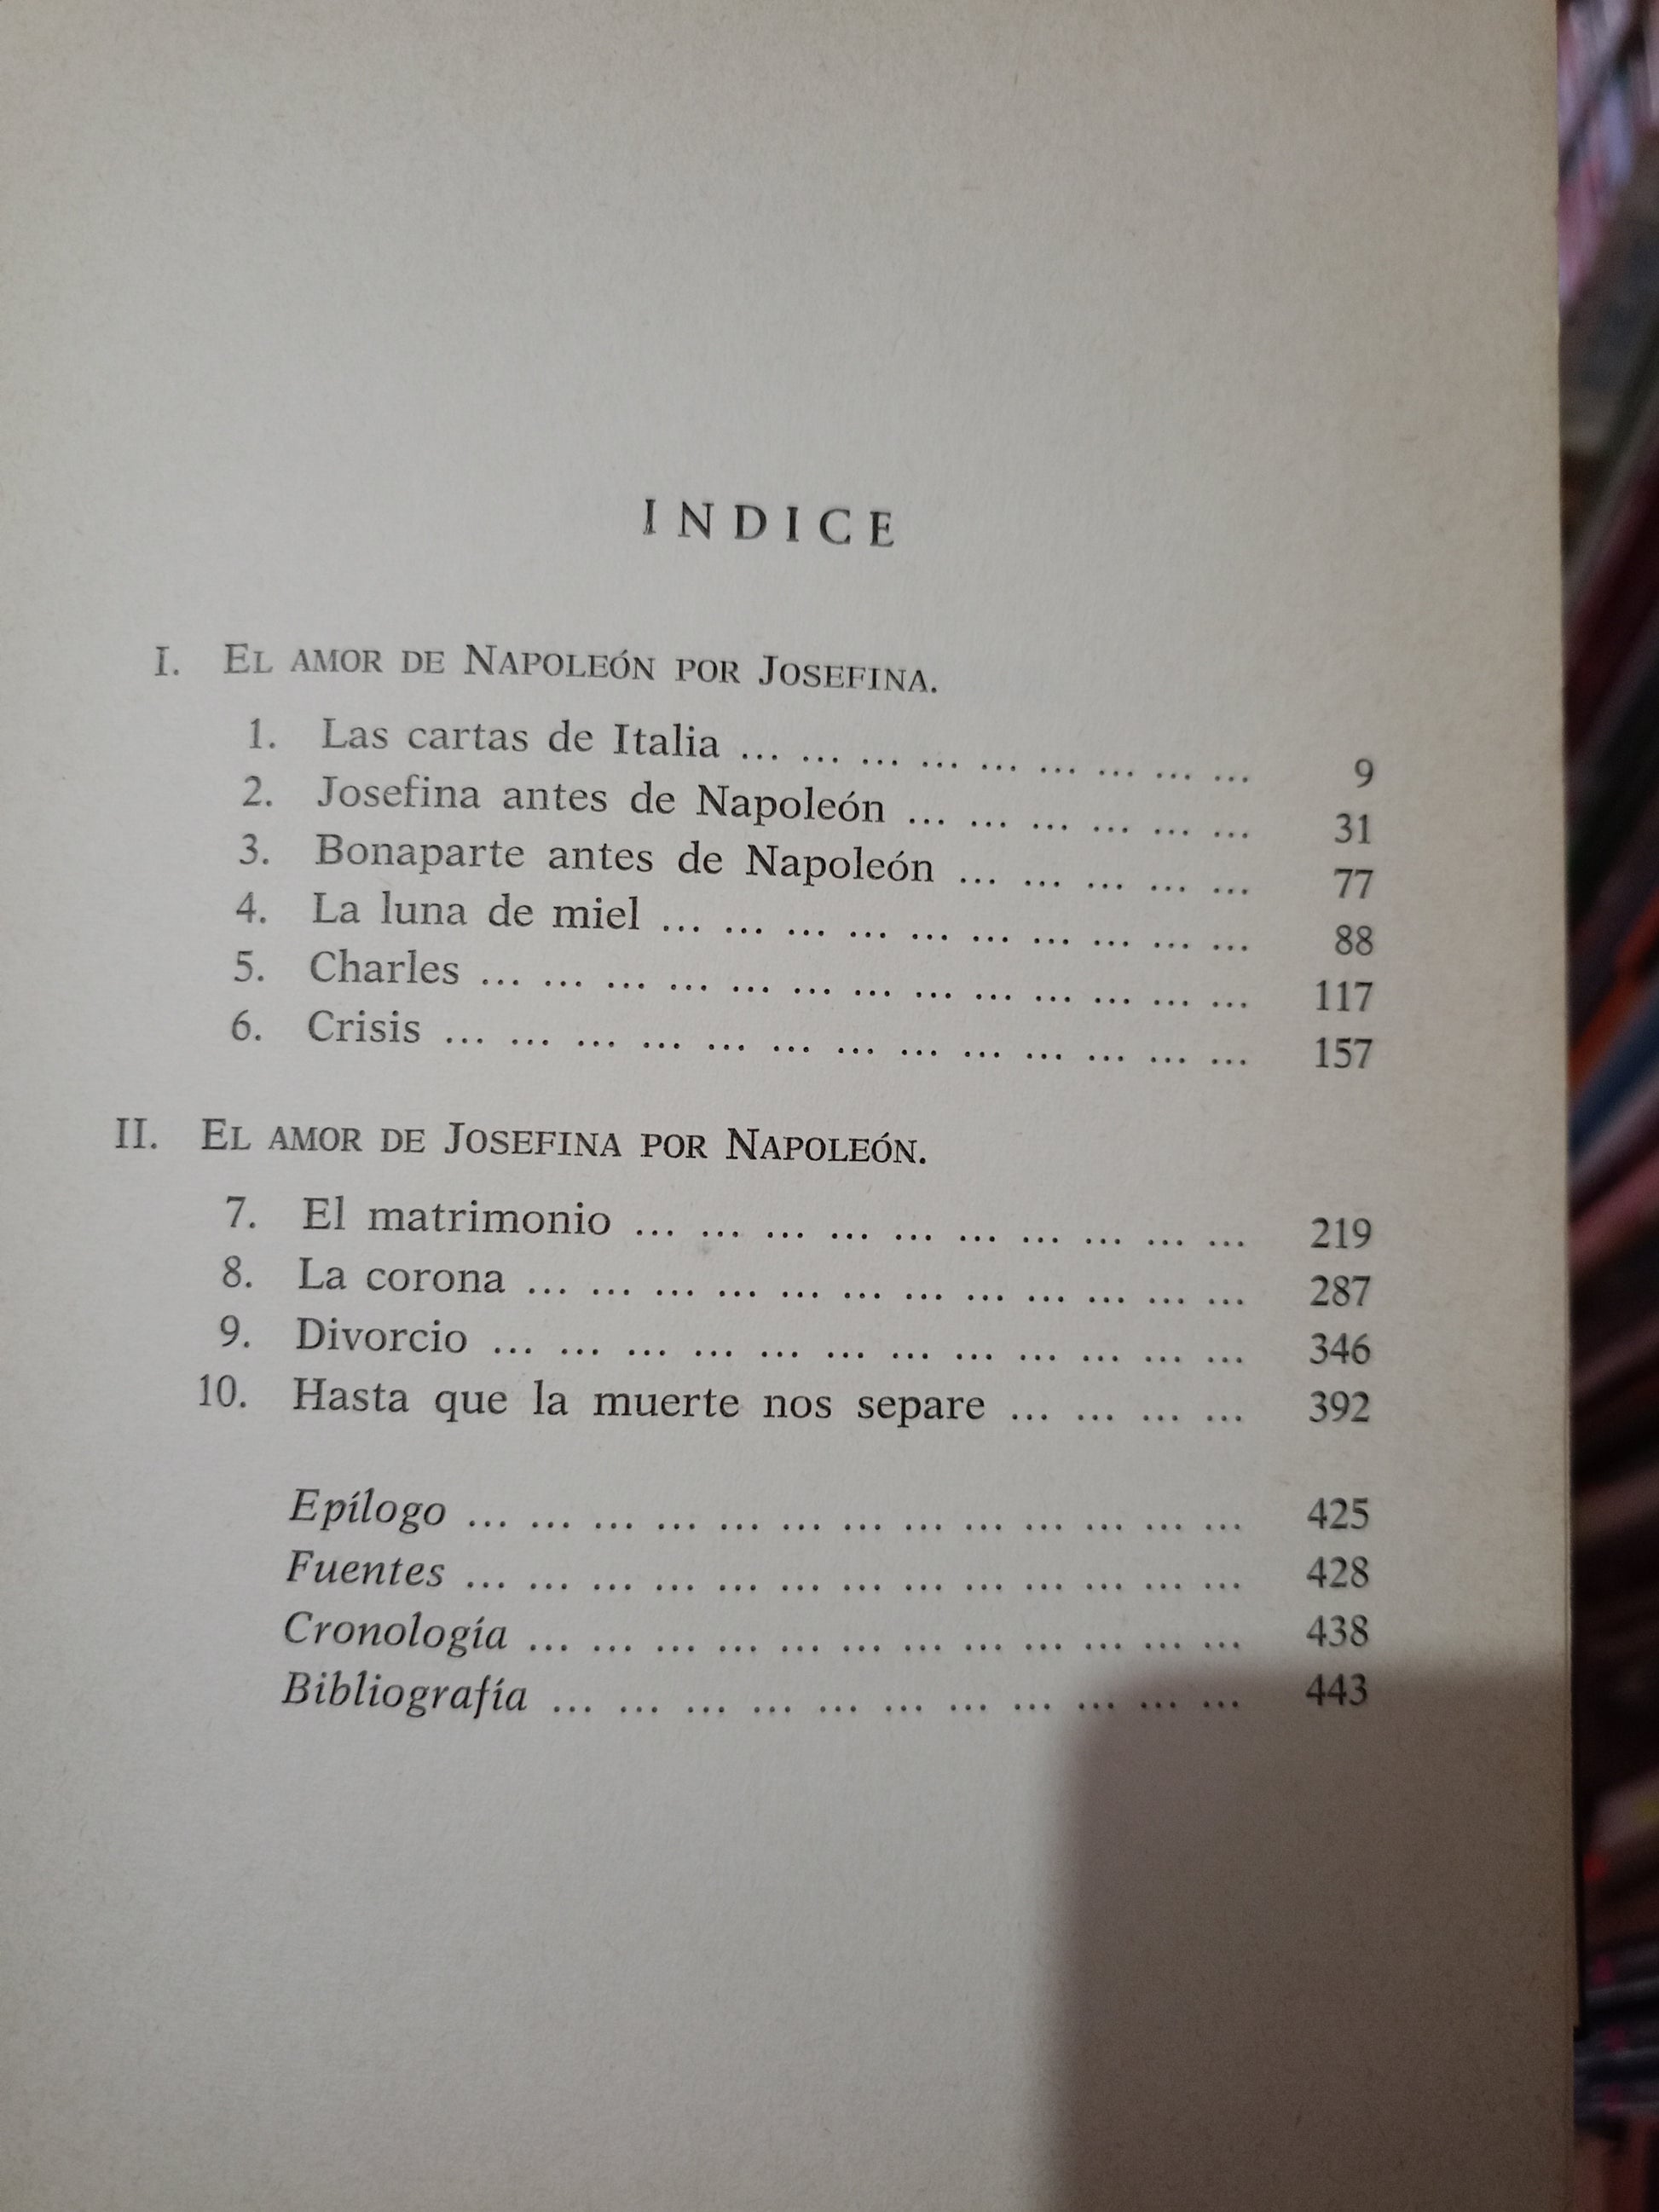 INDICE
I. EL AMOR DE NAPOLEÓN POR JOSEFINA.
1. Las cartas de Italia ... ... ... ... ... ... ... ... ... 9
2. Josefina antes de Napoleón ... ... ... ... ... ... 31
3. Bonaparte antes de Napoleón ... ... ... ... ... 77
4. La luna de miel ... ... ... ... ... ... ... ... ... ... 88
5. Charles ... ... ... ... ... ... ... ... ... ... ... ... ... 117
6. Crisis ... ... ... ... ... ... ... ... ... ... ... ... ... 157
II. EL AMOR DE JOSEFINA POR NAPOLEÓN.
7. El matrimonio ... ... ... ... ... ... ... ... ... ... 219
8. La corona ... ... ... ... ... ... ... ... ... ... ... ... 287
9. Divorcio ... ... ... ... ... ... ... ... ... ... ... ... 346
10. Hasta que la muerte nos separe ... ... ... ... 392
Epílogo ... ... ... ... ... ... ... ... ... ... ... ... ... 425
Fuentes ... ... ... ... ... ... ... ... ... ... ... ... ... 428
Cronología ... ... ... ... ... ... ... ... ... ... ... ... 438
Bibliografía ... ... ... ... ... ... ... ... ... ... ... 443